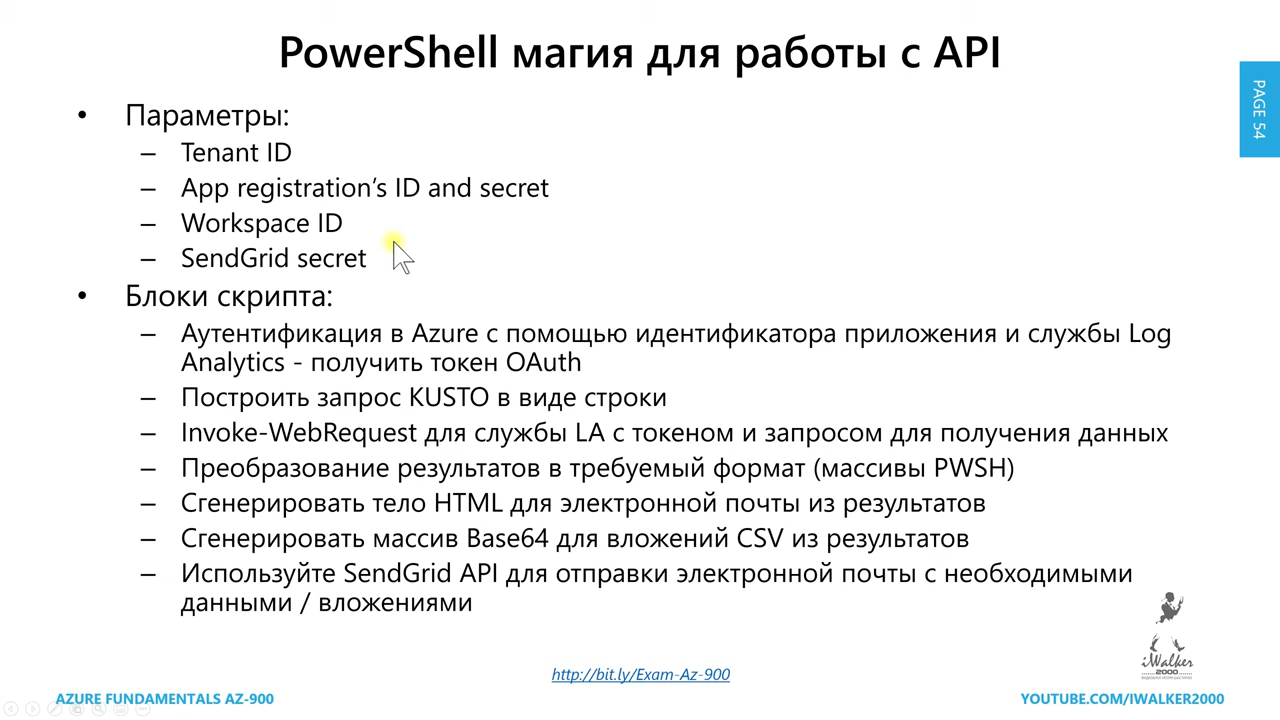 PowerShell магия для работы с API
PAGE 54
• Параметры:
– Tenant ID
– App registration’s ID and secret
– Workspace ID
– SendGrid secret
• Блоки скрипта:
– Аутентификация в Azure с помощью идентификатора приложения и службы Log
Analytics - получить токен OAuth
– Построить запрос KUSTO в виде строки
– Invoke-WebRequest для службы LA с токеном и запросом для получения данных
– Преобразование результатов в требуемый формат (массивы PWSH)
– Сгенерировать тело HTML для электронной почты из результатов
– Сгенерировать массив Base64 для вложений CSV из результатов
– Используйте SendGrid API для отправки электронной почты с необходимыми
данными / вложениями
iWalker
2000
http://bit.ly/Exam-Az-900
AZURE FUNDAMENTALS AZ-900
YOUTUBE.COM/IWALKER2000